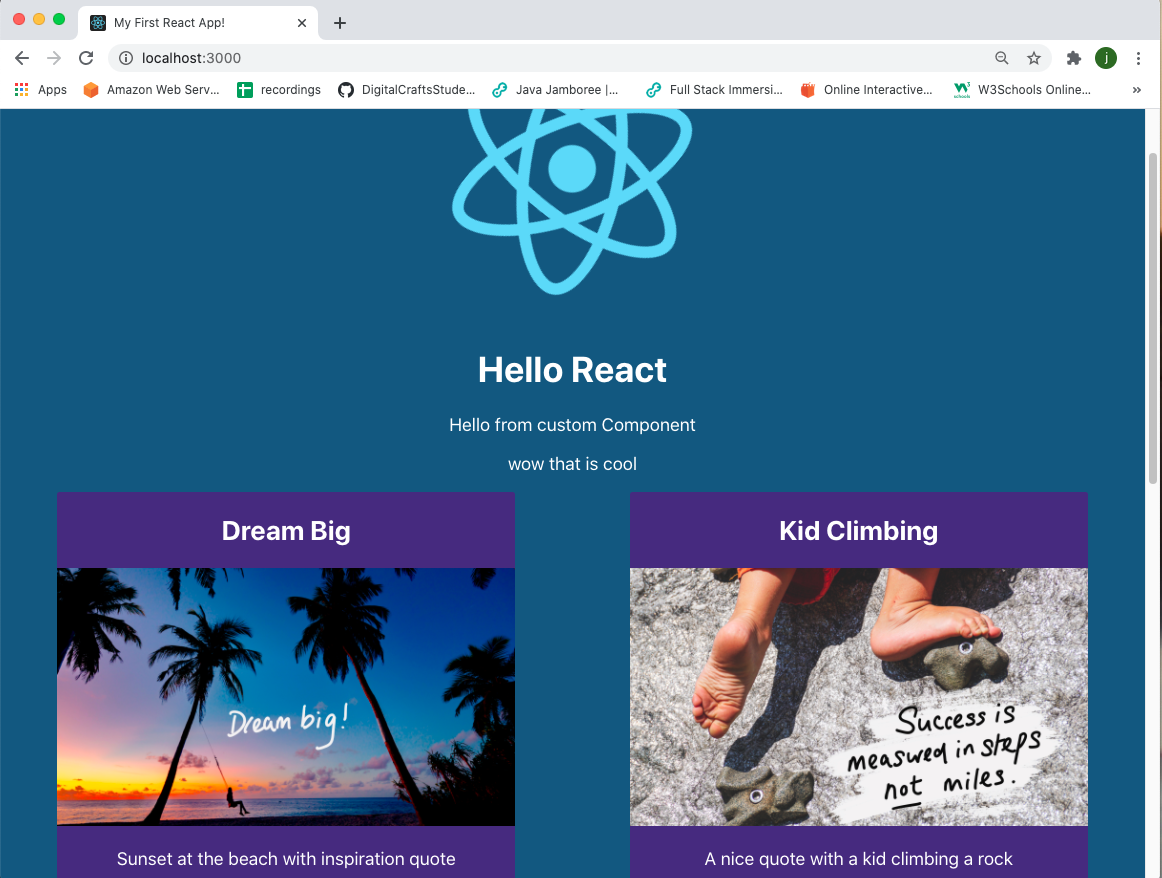 My First React App!
localhost:3000
j
Apps
Amazon Web Serv...
recordings
DigitalCraftsStude...
Java Jamboree |...
Full Stack Immersi...
Online Interactive...
W3Schools Online...
»
Hello React
Hello from custom Component
wow that is cool
Dream Big
Dream big!
Sunset at the beach with inspiration quote
Kid Climbing
Success is
measured in steps
not miles.
A nice quote with a kid climbing a rock